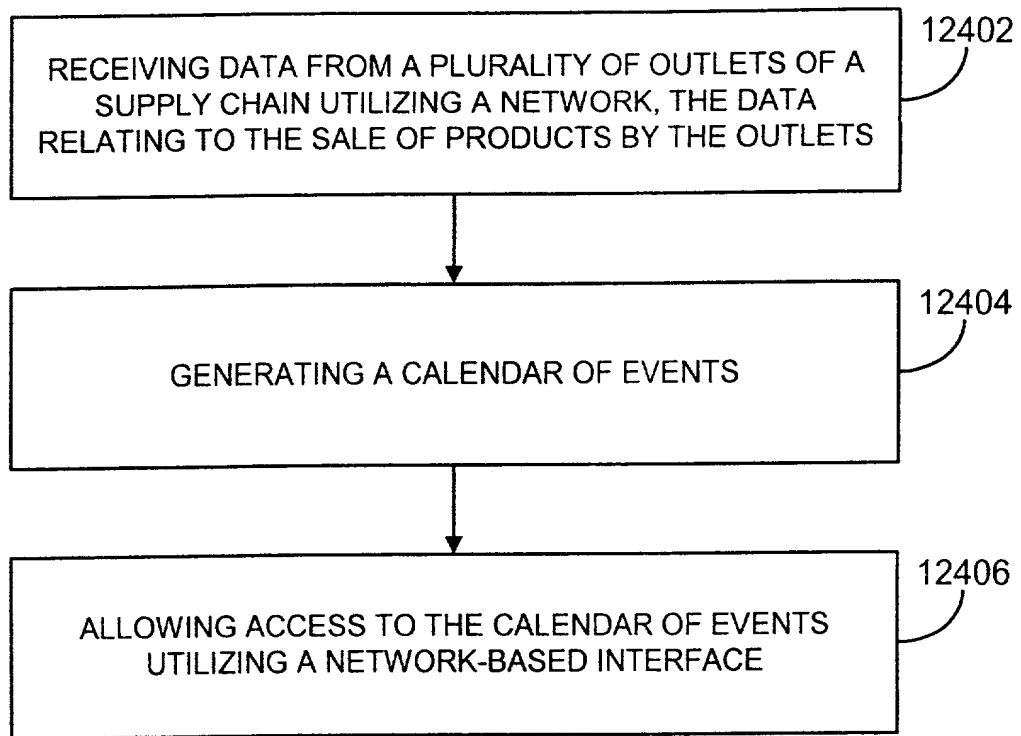 12402
RECEIVING DATA FROM A PLURALITY OF OUTLETS OF A
SUPPLY CHAIN UTILIZING A NETWORK, THE DATA
RELATING TO THE SALE OF PRODUCTS BY THE OUTLETS
12404
GENERATING A CALENDAR OF EVENTS
12406
ALLOWING ACCESS TO THE CALENDAR OF EVENTS
UTILIZING A NETWORK-BASED INTERFACE